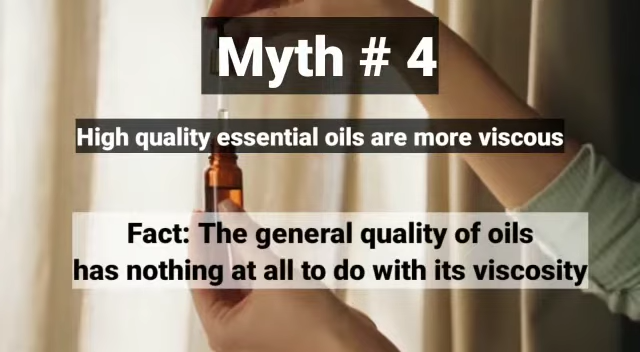 Myth # 4
High quality essential oils are more viscous
Fact: The general quality of oils
has nothing at all to do with its viscosity